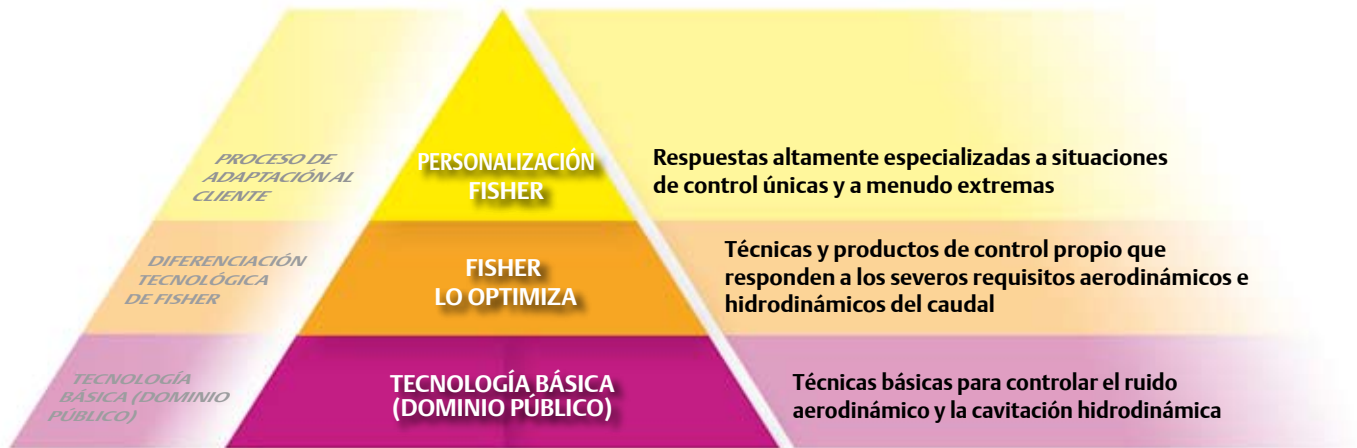 PROCESO DE
ADAPTACIÓN AL
CLIENTE
PERSONALIZACIÓN
FISHER
Respuestas altamente especializadas a situaciones
de control únicas y a menudo extremas
DIFERENCIACIÓN
TECNOLÓGICA
DE FISHER
FISHER
LO OPTIMIZA
Técnicas y productos de control propio que
responden a los severos requisitos aerodinámicos e
hidrodinámicos del caudal
TECNOLOGÍA
BÁSICA (DOMINIO
PÚBLICO)
TECNOLOGÍA BÁSICA
(DOMINIO PÚBLICO)
Técnicas básicas para controlar el ruido
aerodinámico y la cavitación hidrodinámica